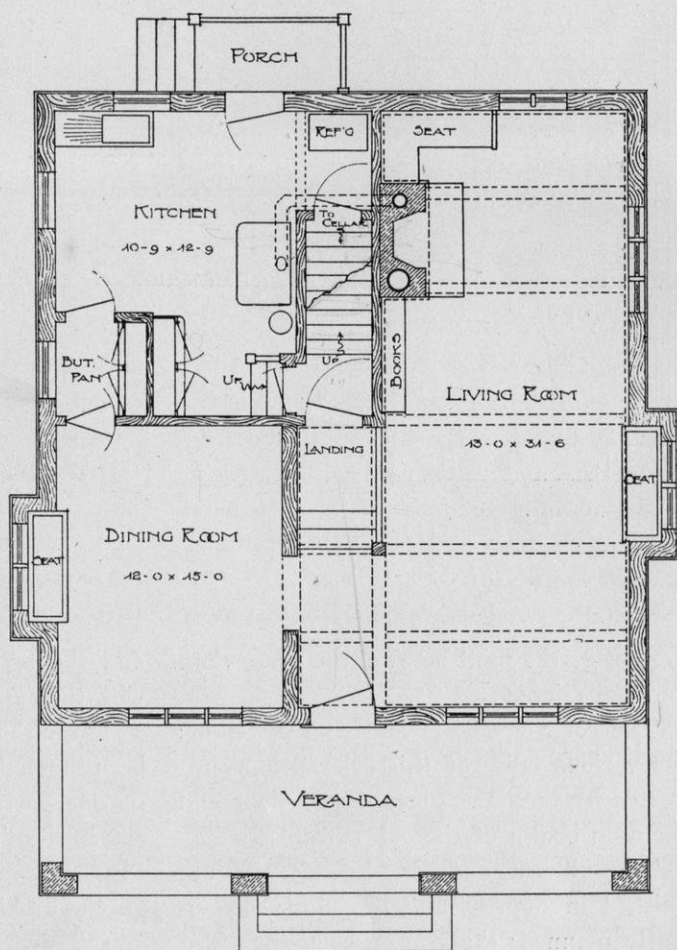 PORCH
REF'G
SEAT
KITCHEN
10-9 x 12-9
TO
CELLAR
BUT.
PAN
UP
UP
BOOKS
LIVING ROOM
13-0 x 31-6
LANDING
SEAT
DINING ROOM
12-0 x 15-0
SEAT
VERANDA